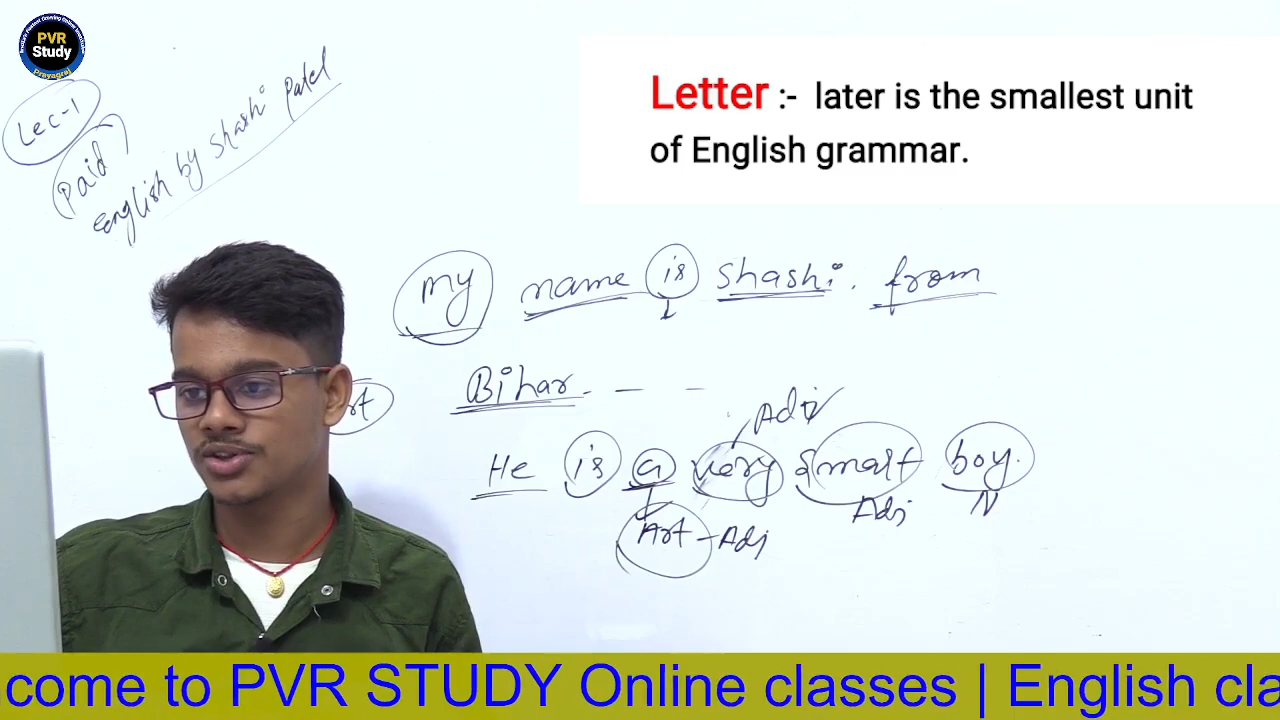 PVR
Study
Prayagraj
Lec-1
Paid
English by Shashi Patel
Letter :- later is the smallest unit
of English grammar.
my name is Shashi. from
Bihar - - -
Adv
He is a very smart boy.
Art - Adj
Adj
N
come to PVR STUDY Online classes | English cla